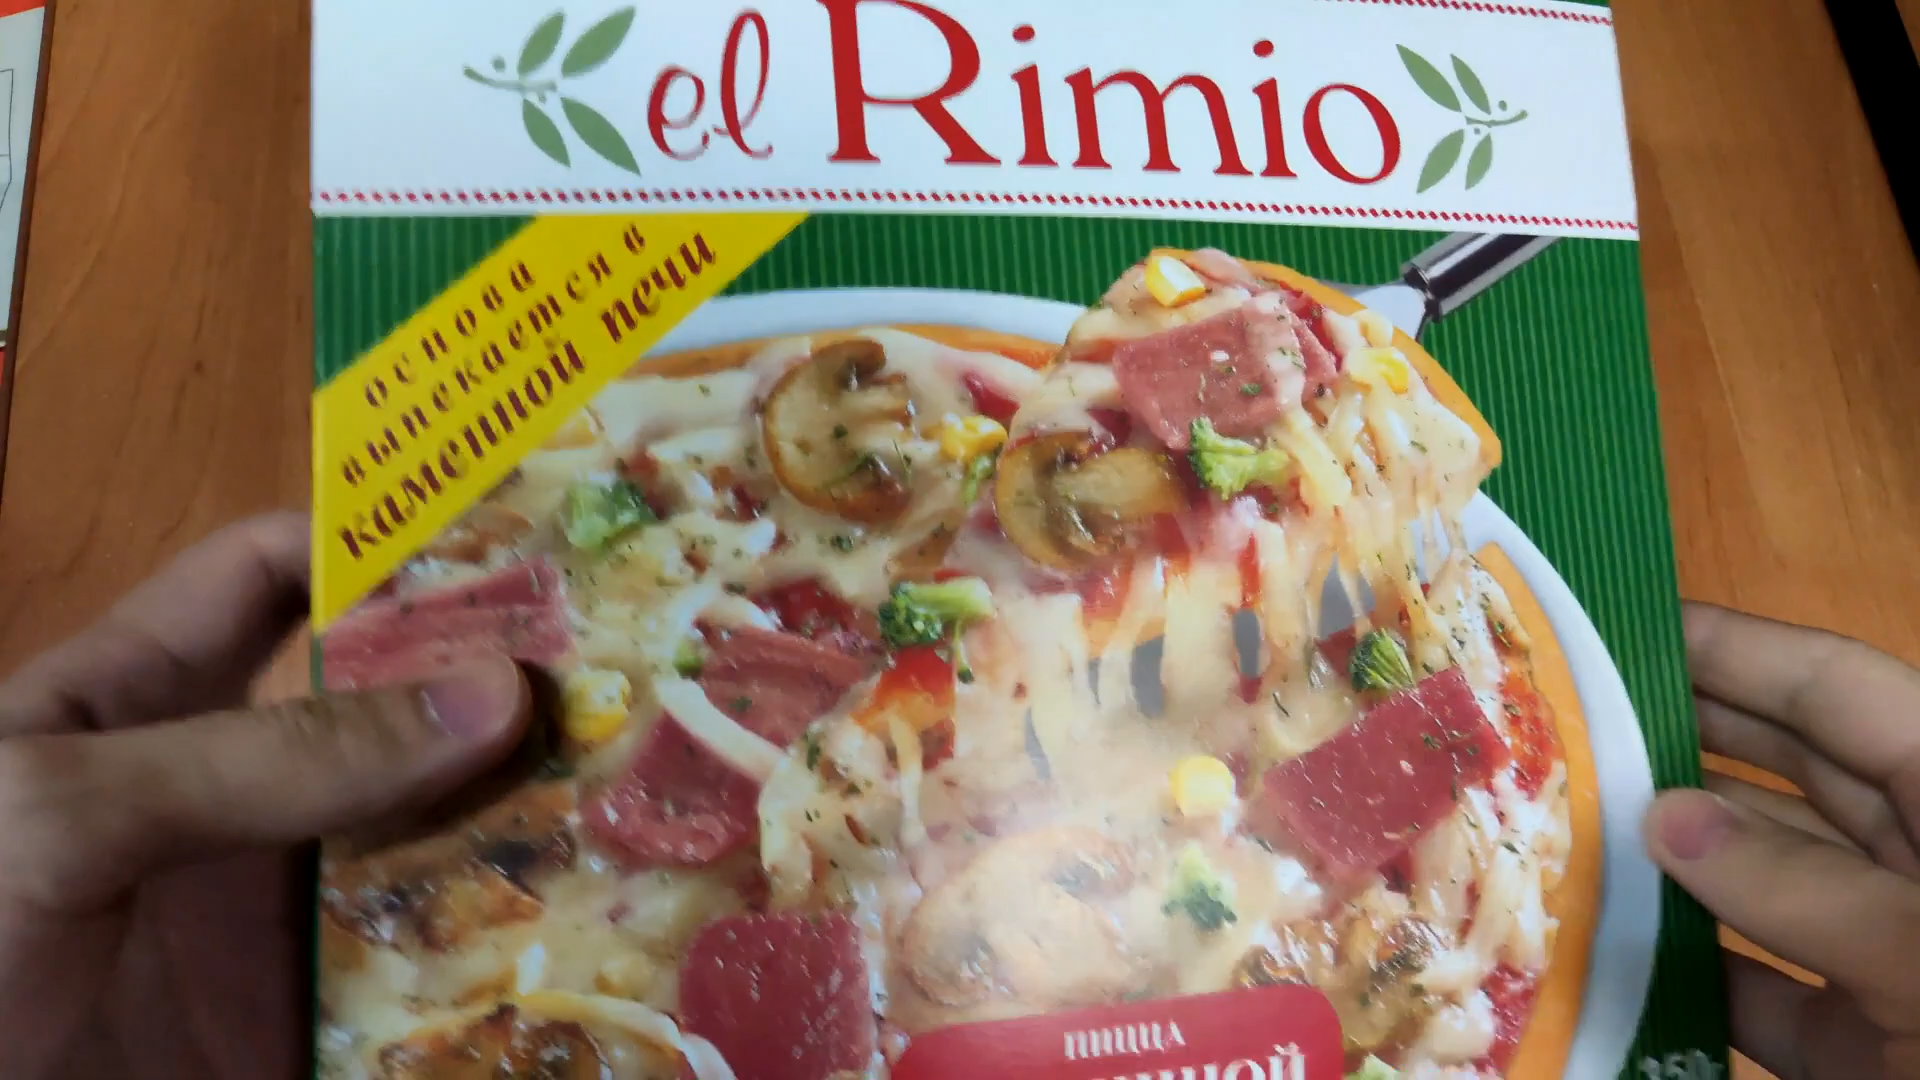 el Rimio
основа
выпекается в
каменной печи
пицца